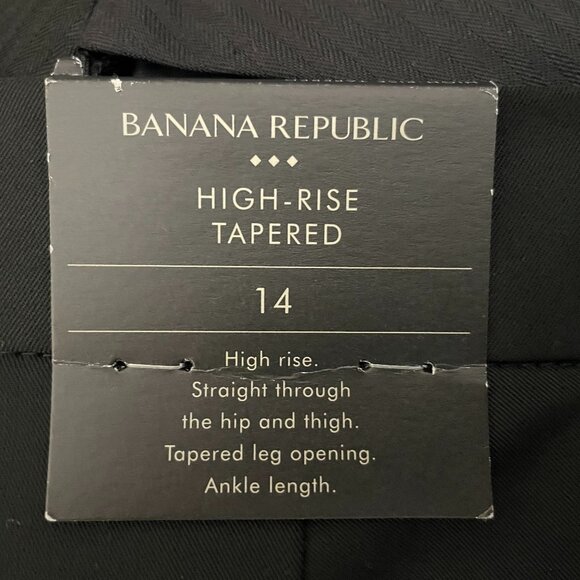 BANANA REPUBLIC
HIGH-RISE
TAPERED
14
High rise.
Straight through
the hip and thigh.
Tapered leg opening.
Ankle length.